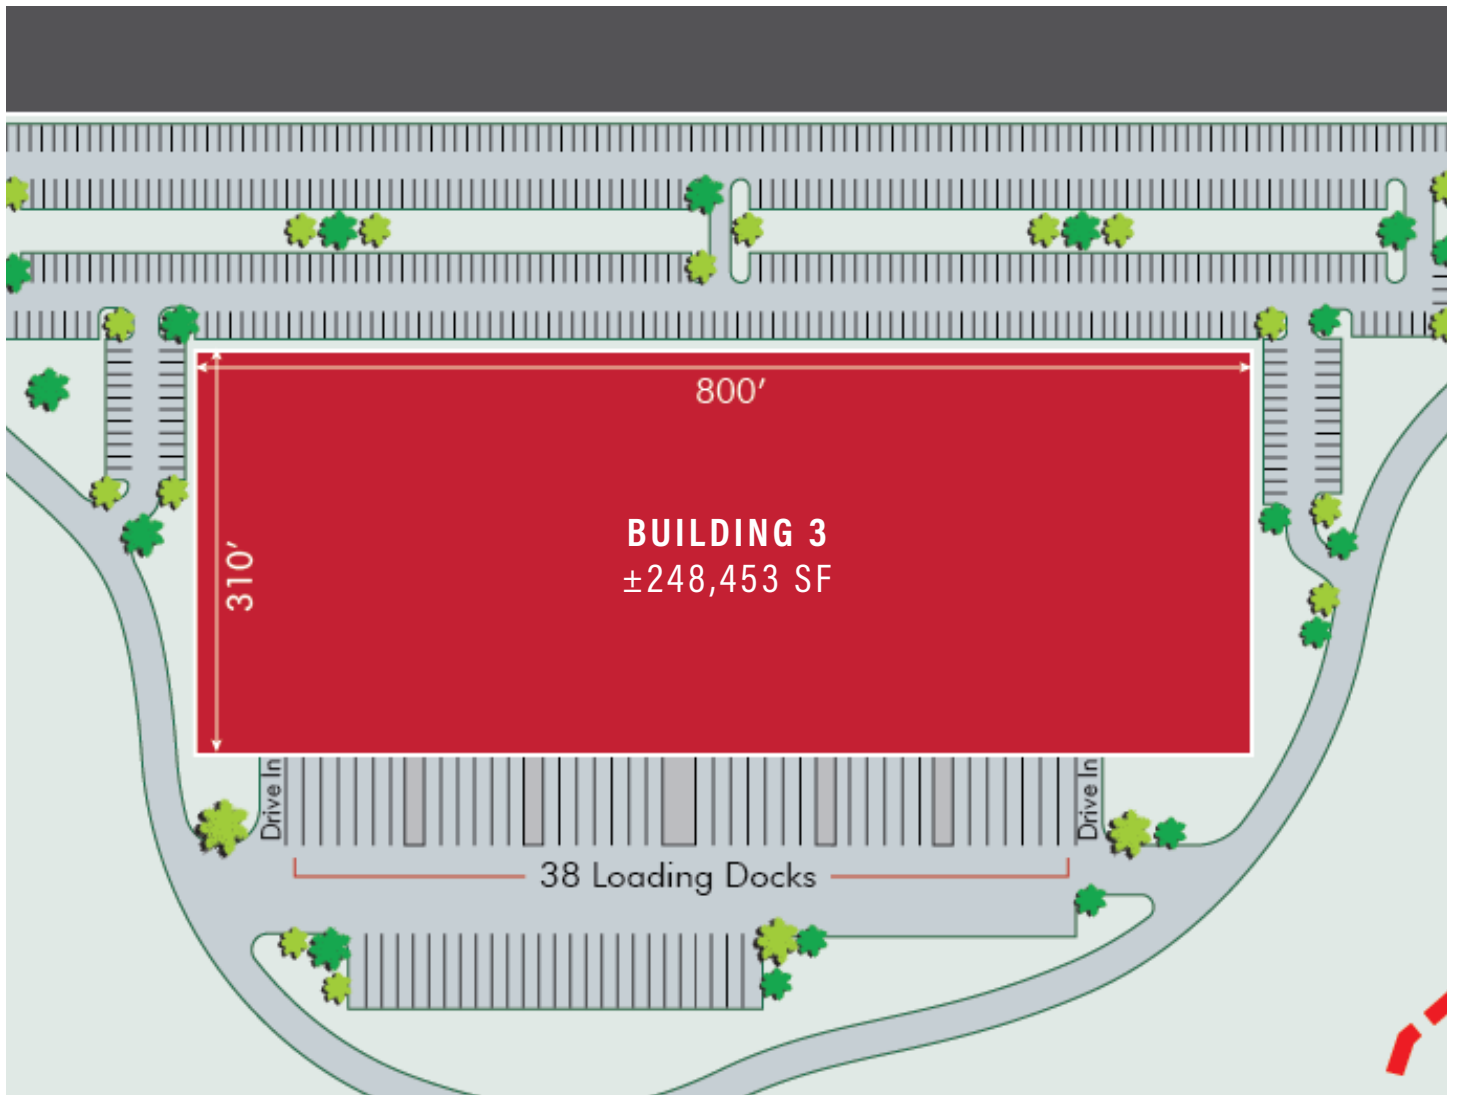 800′
BUILDING 3
±248,453 SF
310′
Drive In
Drive In
38 Loading Docks